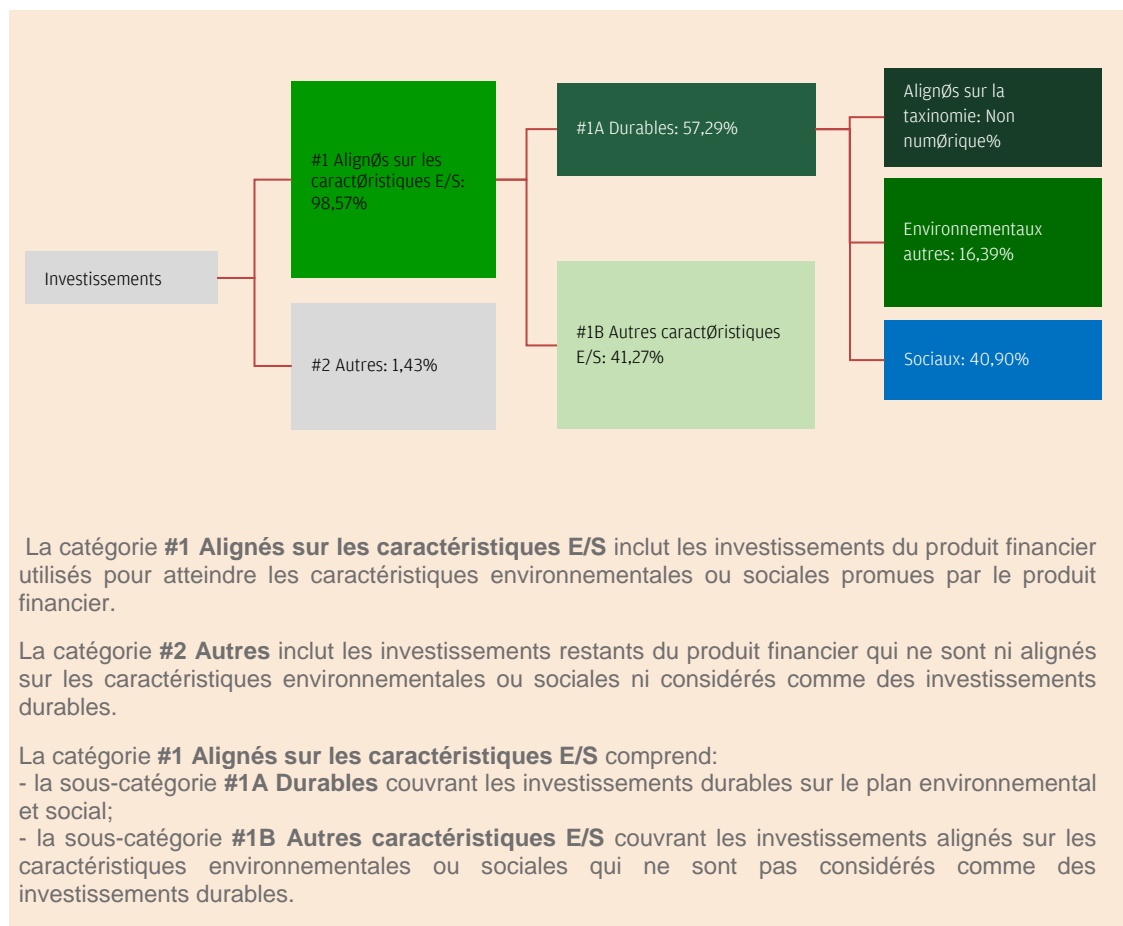 Investissements
#1 AlignØs sur les
caractØristiques E/S:
98,57%
#2 Autres: 1,43%
#1A Durables: 57,29%
#1B Autres caractØristiques
E/S: 41,27%
AlignØs sur la
taxinomie: Non
numØrique%
Environnementaux
autres: 16,39%
Sociaux: 40,90%
La catégorie #1 Alignés sur les caractéristiques E/S inclut les investissements du produit financier
utilisés pour atteindre les caractéristiques environnementales ou sociales promues par le produit
financier.
La catégorie #2 Autres inclut les investissements restants du produit financier qui ne sont ni alignés
sur les caractéristiques environnementales ou sociales ni considérés comme des investissements
durables.
La catégorie #1 Alignés sur les caractéristiques E/S comprend:
- la sous-catégorie #1A Durables couvrant les investissements durables sur le plan environnemental
et social;
- la sous-catégorie #1B Autres caractéristiques E/S couvrant les investissements alignés sur les
caractéristiques environnementales ou sociales qui ne sont pas considérés comme des
investissements durables.